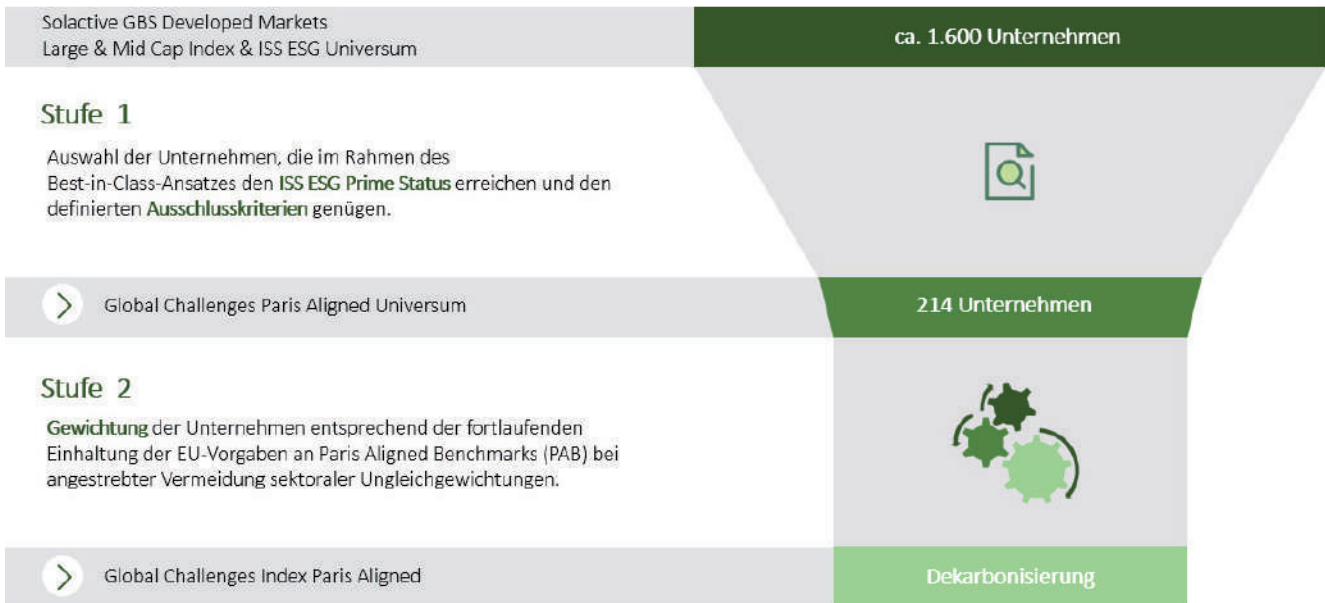 Solactive GBS Developed Markets
Large & Mid Cap Index & ISS ESG Universum
ca. 1.600 Unternehmen
Stufe 1
Auswahl der Unternehmen, die im Rahmen des
Best-in-Class-Ansatzes den ISS ESG Prime Status erreichen und den
definierten Ausschlusskriterien genügen.
Global Challenges Paris Aligned Universum
214 Unternehmen
Stufe 2
Gewichtung der Unternehmen entsprechend der fortlaufenden
Einhaltung der EU-Vorgaben an Paris Aligned Benchmarks (PAB) bei
angestrebter Vermeidung sektoraler Ungleichgewichtungen.
Global Challenges Index Paris Aligned
Dekarbonisierung